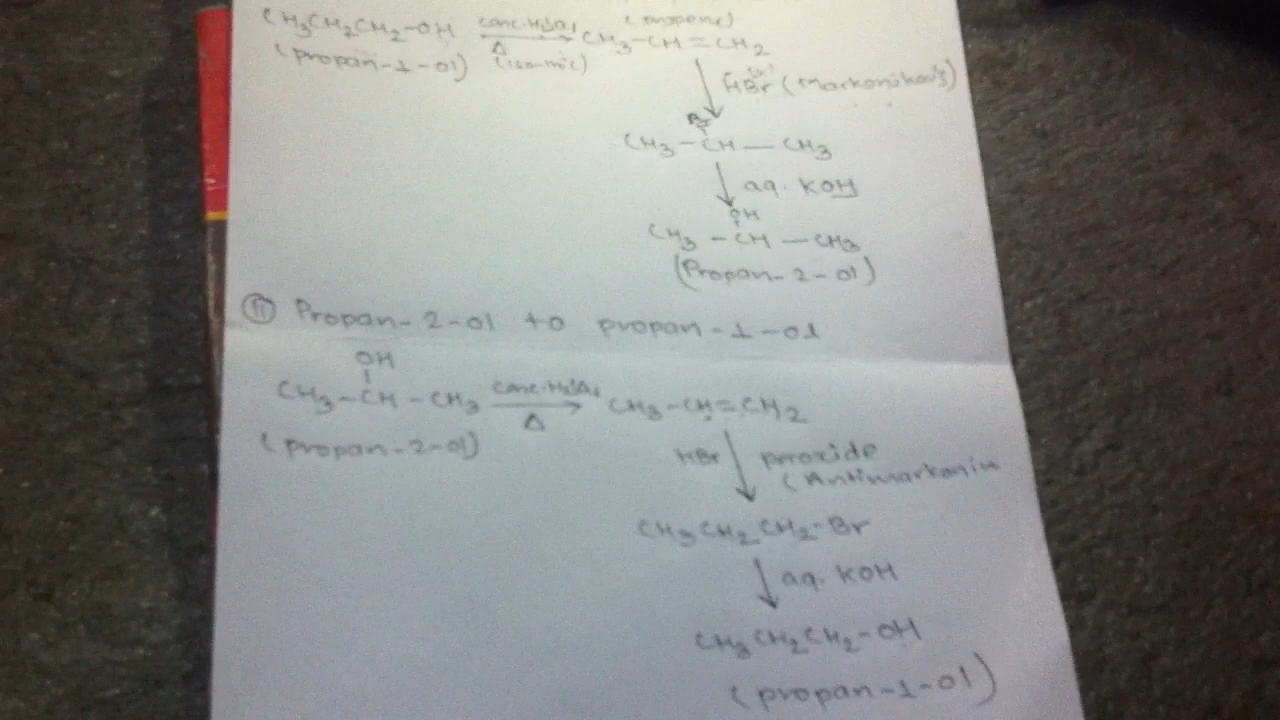 CH3CH2CH2-OH conc. H2SO4 (propene)
Δ CH3-CH=CH2
(propan-1-ol)
HBr (Markonikov's)
Br
CH3-CH-CH3
aq. KOH
OH
CH3-CH-CH3
(Propan-2-ol)
II Propan-2-ol to propan-1-ol
OH
CH3-CH-CH3 conc. H2SO4 CH3-CH=CH2
Δ
(propan-2-ol)
HBr peroxide
(Antimarkonik
CH3CH2CH2-Br
aq. KOH
CH3CH2CH2-OH
(propan-1-ol)